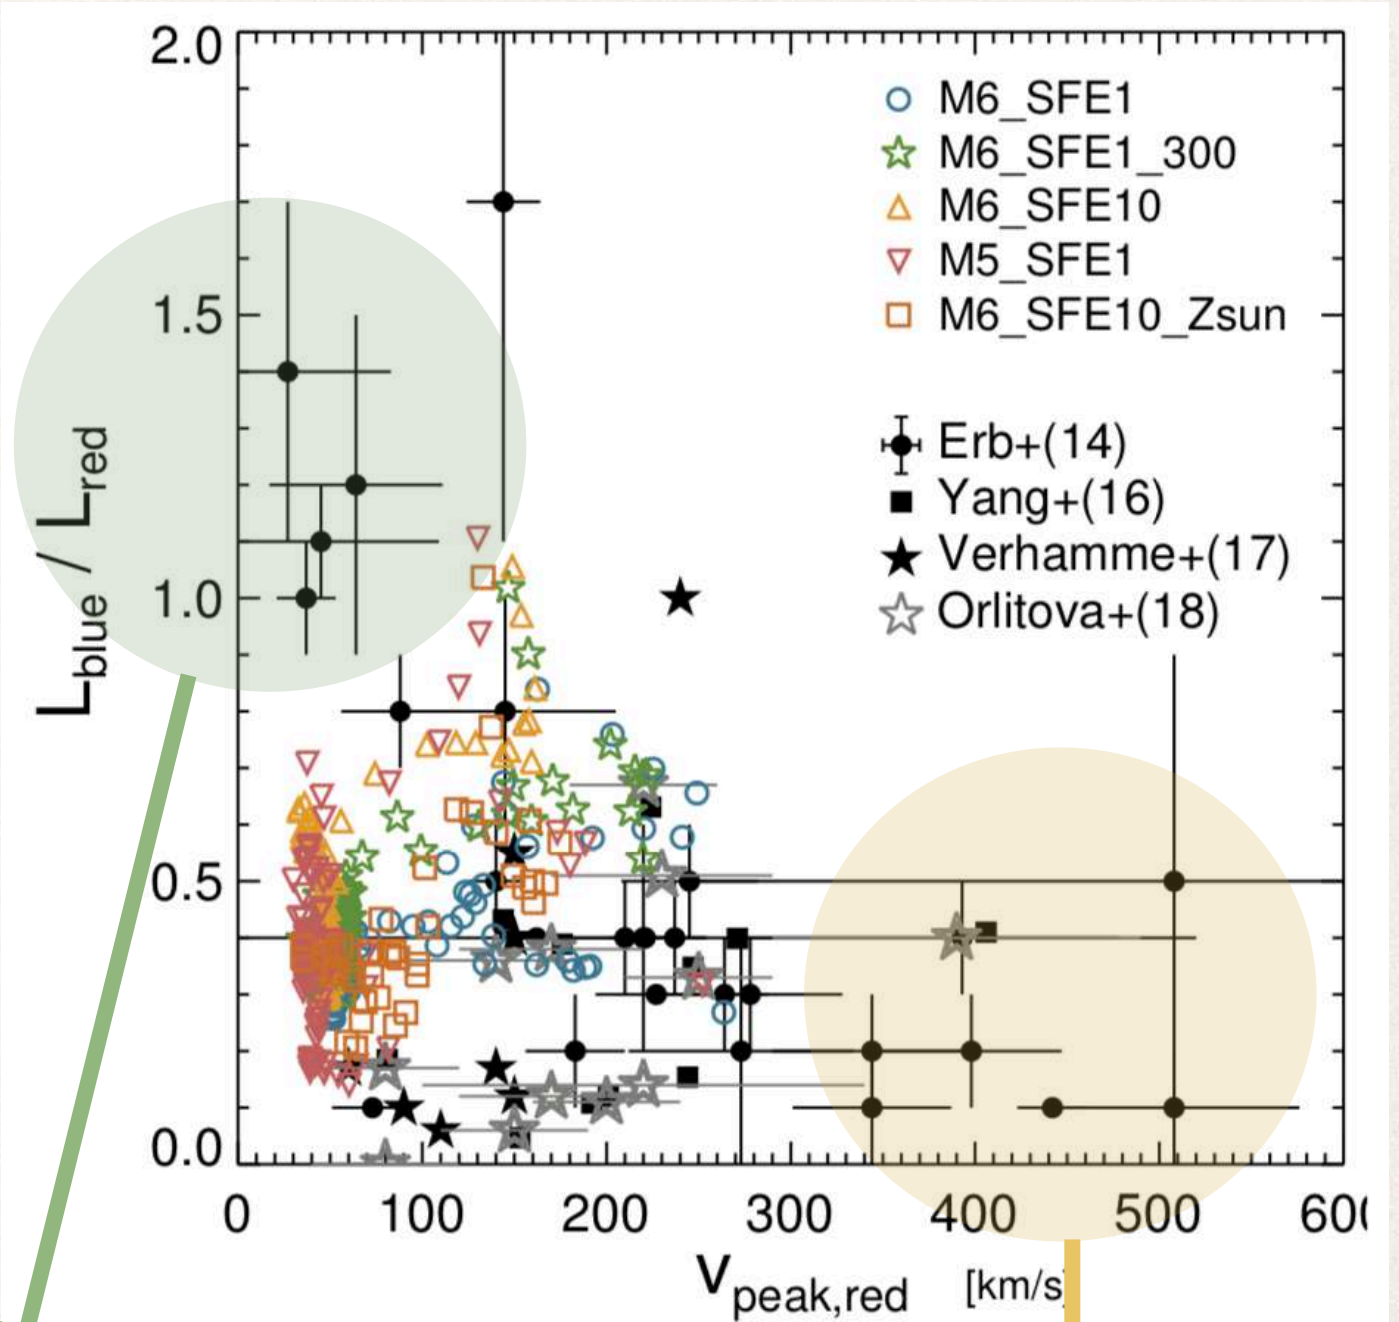 2.0
1.5
1.0
0.5
0.0
L_blue / L_red
M6_SFE1
M6_SFE1_300
M6_SFE10
M5_SFE1
M6_SFE10_Zsun
Erb+(14)
Yang+(16)
Verhamme+(17)
Orlitova+(18)
0 100 200 300 400 500 600
v_peak,red [km/s]